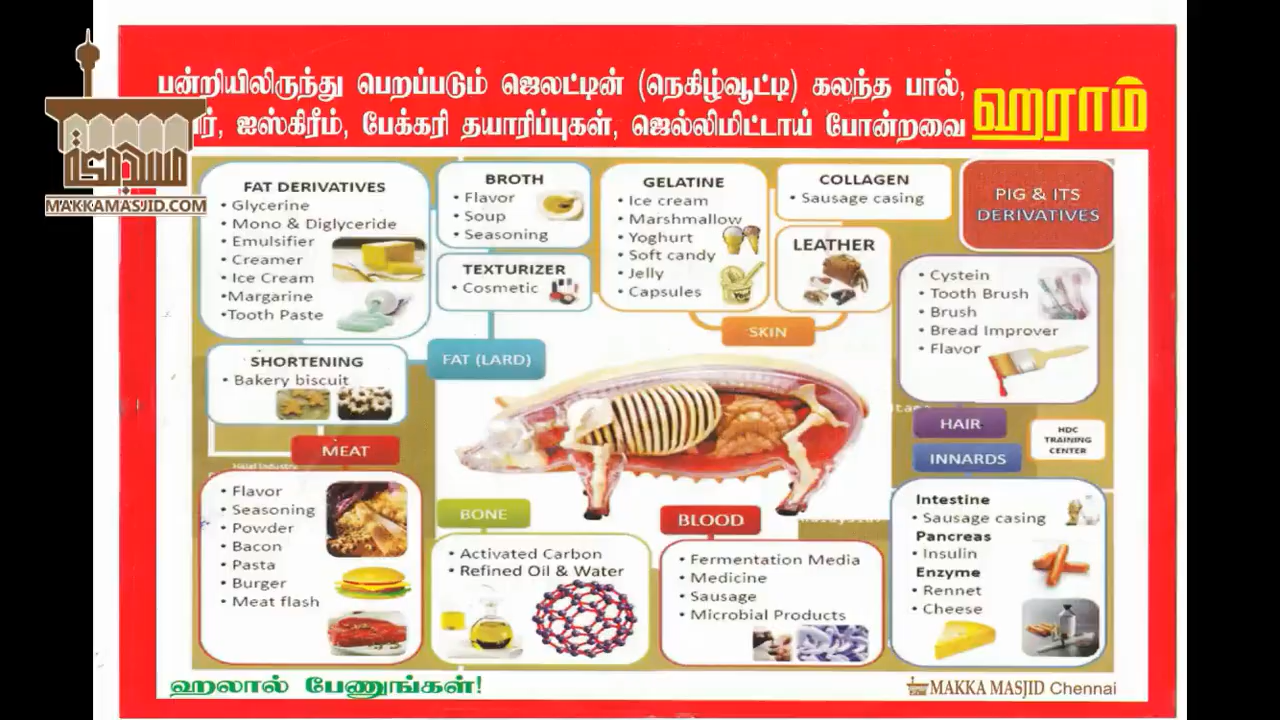 பன்றியிலிருந்து பெறப்படும் ஜெலட்டின் (நெகிழ்வூட்டி) கலந்த பால்,
ஐஸ்கிரீம், பேக்கரி தயாரிப்புகள், ஜெல்லிமிட்டாய் போன்றவை
ஹராம்
MAKKAMASJID.COM
PIG & ITS
DERIVATIVES
FAT DERIVATIVES
• Glycerine
• Mono & Diglyceride
• Emulsifier
• Creamer
• Ice Cream
•Margarine
•Tooth Paste
BROTH
• Flavor
• Soup
• Seasoning
TEXTURIZER
• Cosmetic
GELATINE
• Ice cream
• Marshmallow
• Yoghurt
• Soft candy
• Jelly
• Capsules
COLLAGEN
• Sausage casing
LEATHER
• Cystein
• Tooth Brush
• Brush
• Bread Improver
• Flavor
SKIN
SHORTENING
• Bakery biscuit
FAT (LARD)
HAIR
HDC
TRAINING
CENTER
INNARDS
MEAT
Halal Industry
• Flavor
• Seasoning
• Powder
• Bacon
• Pasta
• Burger
• Meat flash
BONE
• Activated Carbon
• Refined Oil & Water
BLOOD
• Fermentation Media
• Medicine
• Sausage
• Microbial Products
Intestine
• Sausage casing
Pancreas
• Insulin
Enzyme
• Rennet
• Cheese
ஹலால் பேணுங்கள்!
MAKKA MASJID Chennai